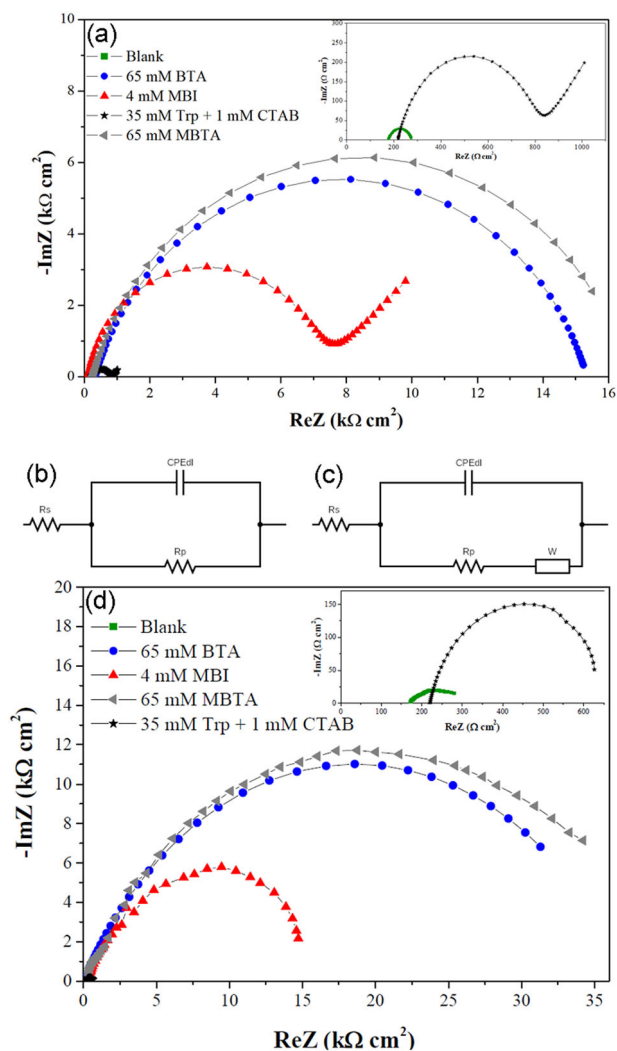 (a)
Blank
65 mM BTA
4 mM MBI
35 mM Trp + 1 mM CTAB
65 mM MBTA
-ImZ (kΩ cm²)
10
8
6
4
2
0
0 2 4 6 8 10 12 14 16
ReZ (kΩ cm²)
-ImZ (Ω cm²)
300
200
100
0
0 200 400 600 800 1000
ReZ (Ω cm²)
(b)
CPEdl
Rs
Rp
(c)
CPEdl
Rs
Rp
W
(d)
Blank
65 mM BTA
4 mM MBI
65 mM MBTA
35 mM Trp + 1 mM CTAB
-ImZ (kΩ cm²)
20
18
16
14
12
10
8
6
4
2
0
0 5 10 15 20 25 30 35
ReZ (kΩ cm²)
-ImZ (Ω cm²)
150
100
50
0
0 100 200 300 400 500 600
ReZ (Ω cm²)